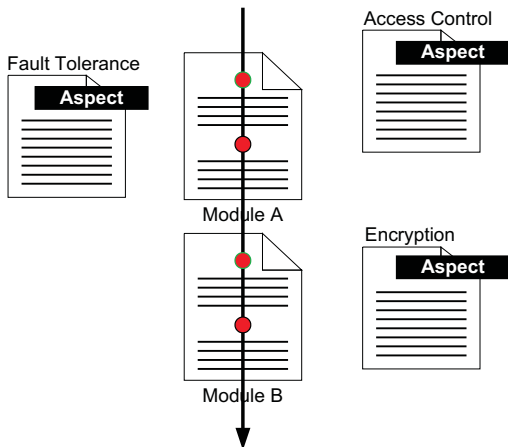 Fault Tolerance
Aspect
Access Control
Aspect
Module A
Encryption
Aspect
Module B